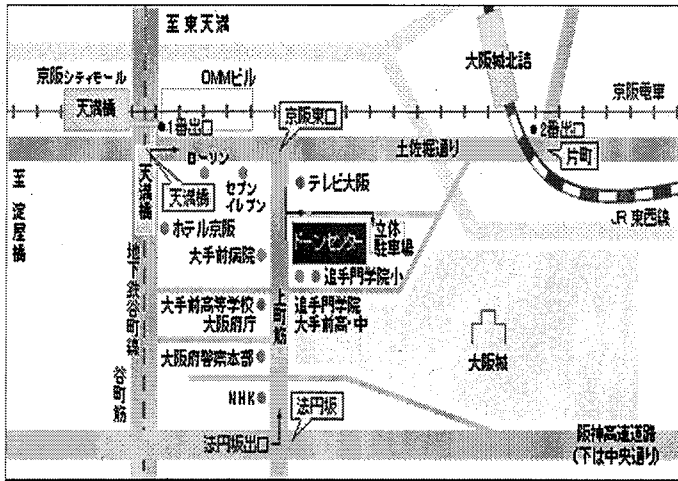 至 東天満
京阪シティモール
OMMビル
大阪城北詰
天満橋
京阪東口
京阪電車
1番出口
2番出口
土佐堀通り
片町
ローソン
セブン
イレブン
テレビ大阪
天満橋
天満橋
至 淀屋橋
ホテル京阪
ドーンセンター
立体
駐車場
JR東西線
大手前病院
追手門学院小
地下鉄谷町線
大手前高等学校
大阪府庁
上町筋
追手門学院
大手前高・中
大阪府警察本部
大阪城
谷町筋
NHK
法円坂
法円坂出口
阪神高速道路
(下は中央通り)